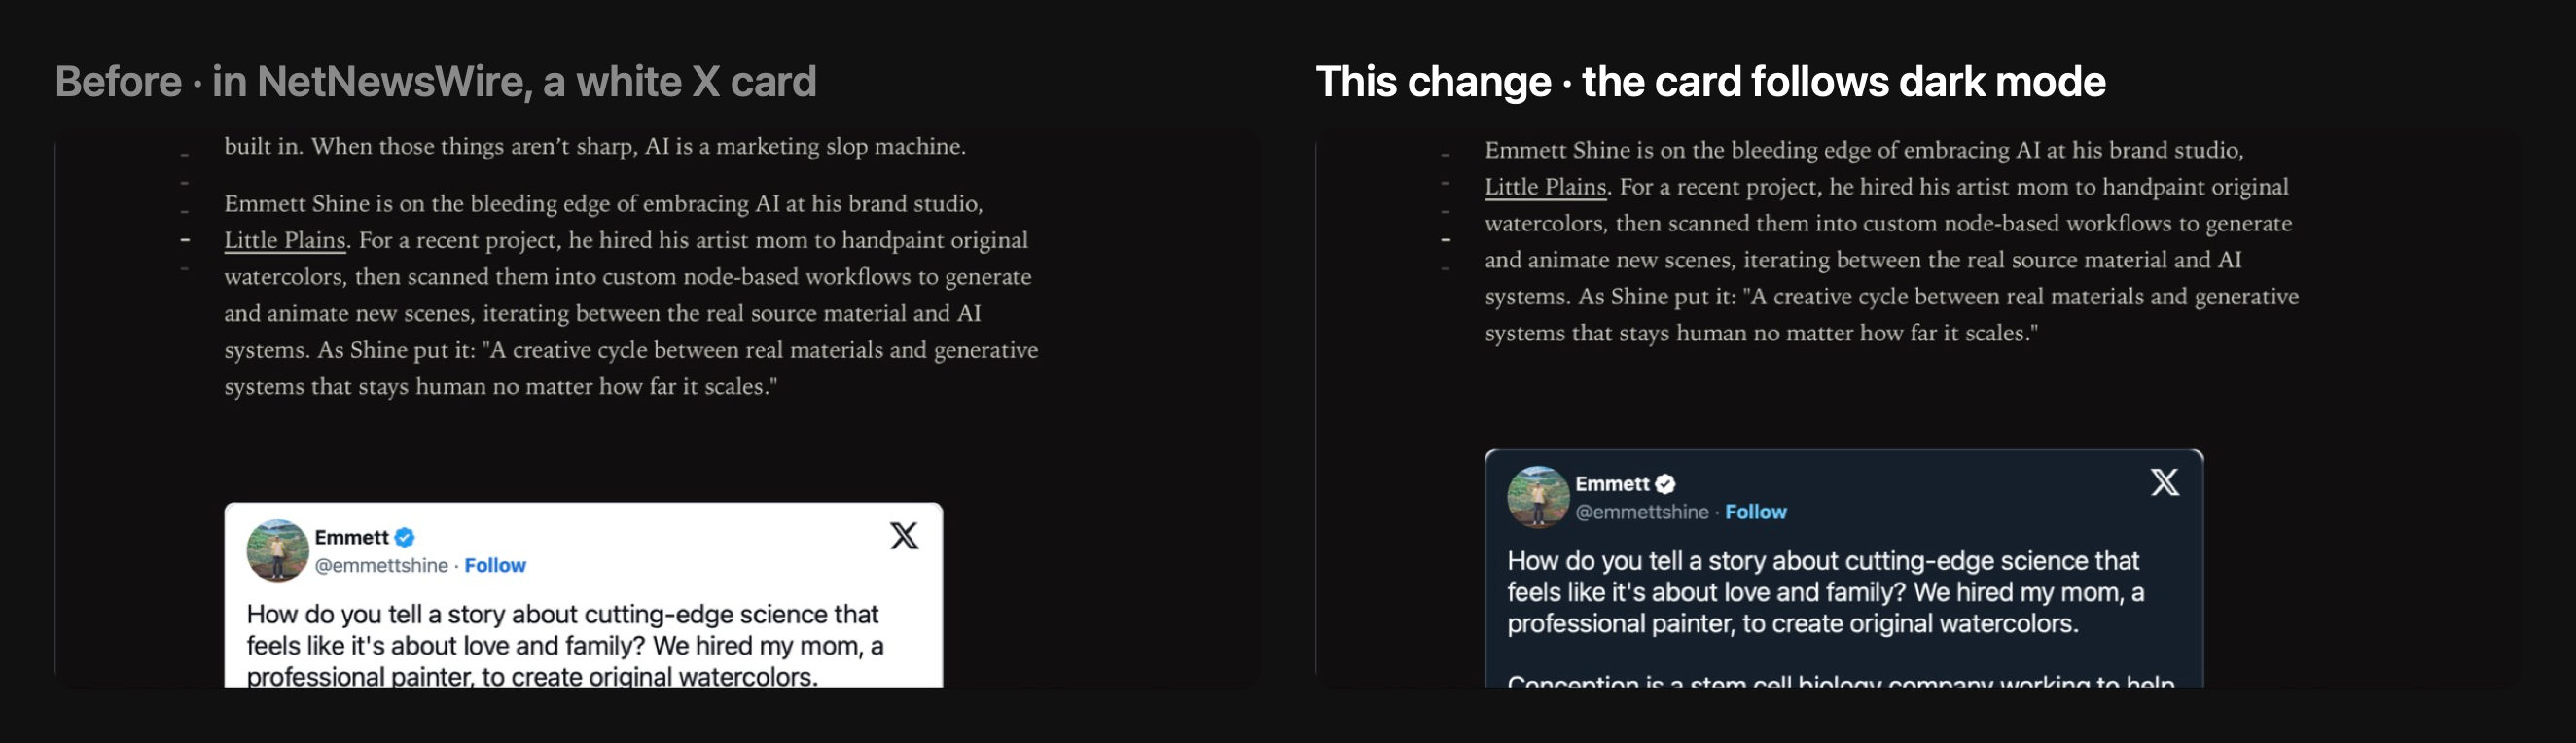 Before · in NetNewsWire, a white X card
built in. When those things aren’t sharp, AI is a marketing slop machine.
Emmett Shine is on the bleeding edge of embracing AI at his brand studio,
Little Plains. For a recent project, he hired his artist mom to handpaint original
watercolors, then scanned them into custom node-based workflows to generate
and animate new scenes, iterating between the real source material and AI
systems. As Shine put it: "A creative cycle between real materials and generative
systems that stays human no matter how far it scales."
Emmett
@emmettshine · Follow
How do you tell a story about cutting-edge science that
feels like it's about love and family? We hired my mom, a
professional painter, to create original watercolors.
This change · the card follows dark mode
Emmett Shine is on the bleeding edge of embracing AI at his brand studio,
Little Plains. For a recent project, he hired his artist mom to handpaint original
watercolors, then scanned them into custom node-based workflows to generate
and animate new scenes, iterating between the real source material and AI
systems. As Shine put it: "A creative cycle between real materials and generative
systems that stays human no matter how far it scales."
Emmett
@emmettshine · Follow
How do you tell a story about cutting-edge science that
feels like it's about love and family? We hired my mom, a
professional painter, to create original watercolors.
Conception is a stem cell biology company working to help